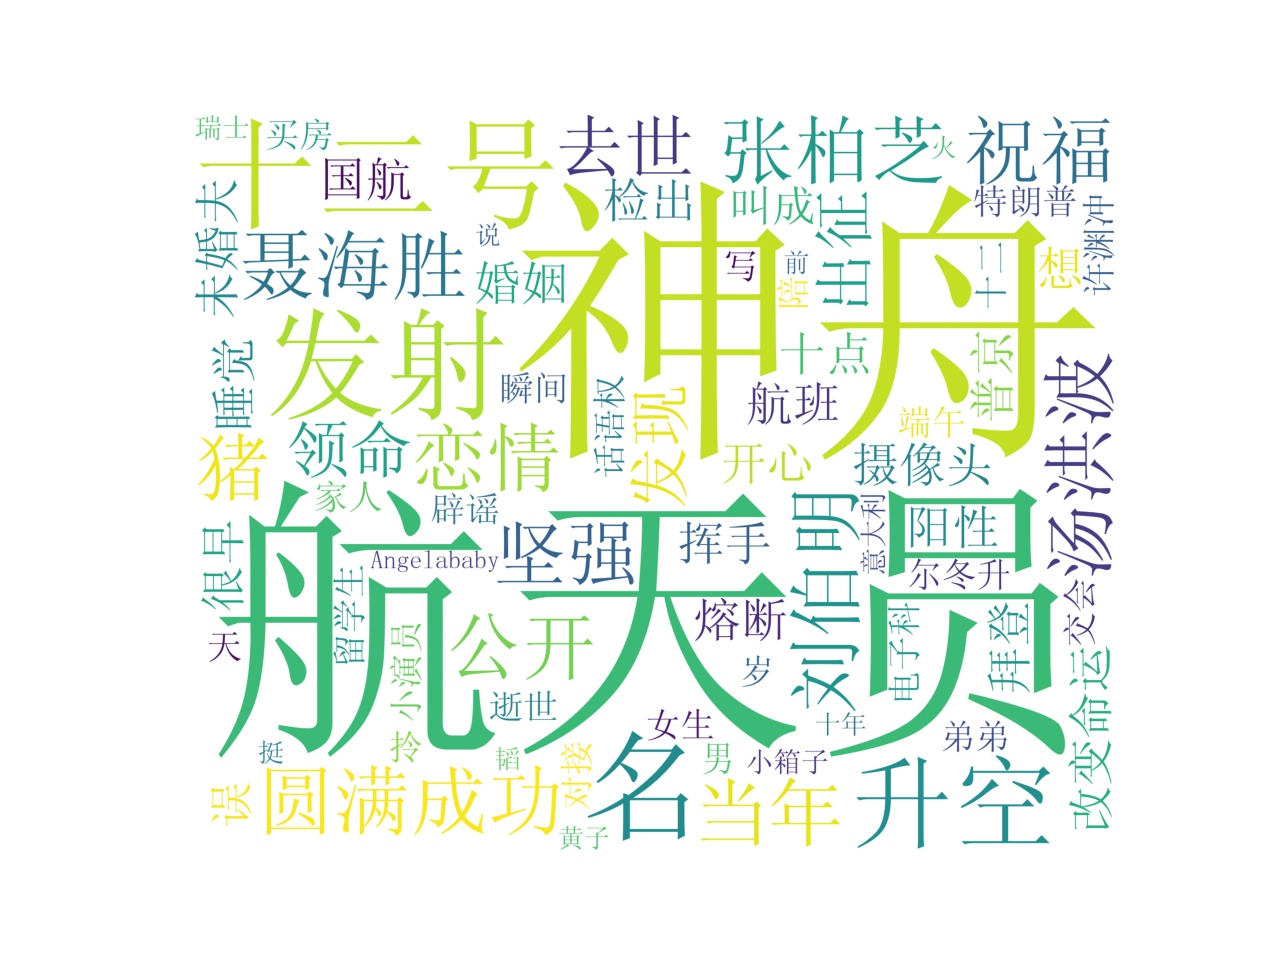 瑞士
买房
十二
号
去世
张柏芝
火
祝福
国航
检出
叫成
出征
特朗普
许渊冲
未婚夫
聂海胜
说
婚姻
神舟
写
前
陪
十二
想
发射
瞬间
话语权
发现
十点
普京
睡觉
航班
端午
汤洪波
猪
领命
恋情
开心
摄像头
家人
辟谣
坚强
挥手
刘伯明
意大利
阳性
很早
航天员
Angelababy
留学生
尔冬升
交会
天
小演员
公开
熔断
岁
电子科
拜登
改变命运
拎
逝世
女生
十年
弟弟
挺
韬
对接
名
男
小箱子
误
圆满成功
黄子
当年
升空